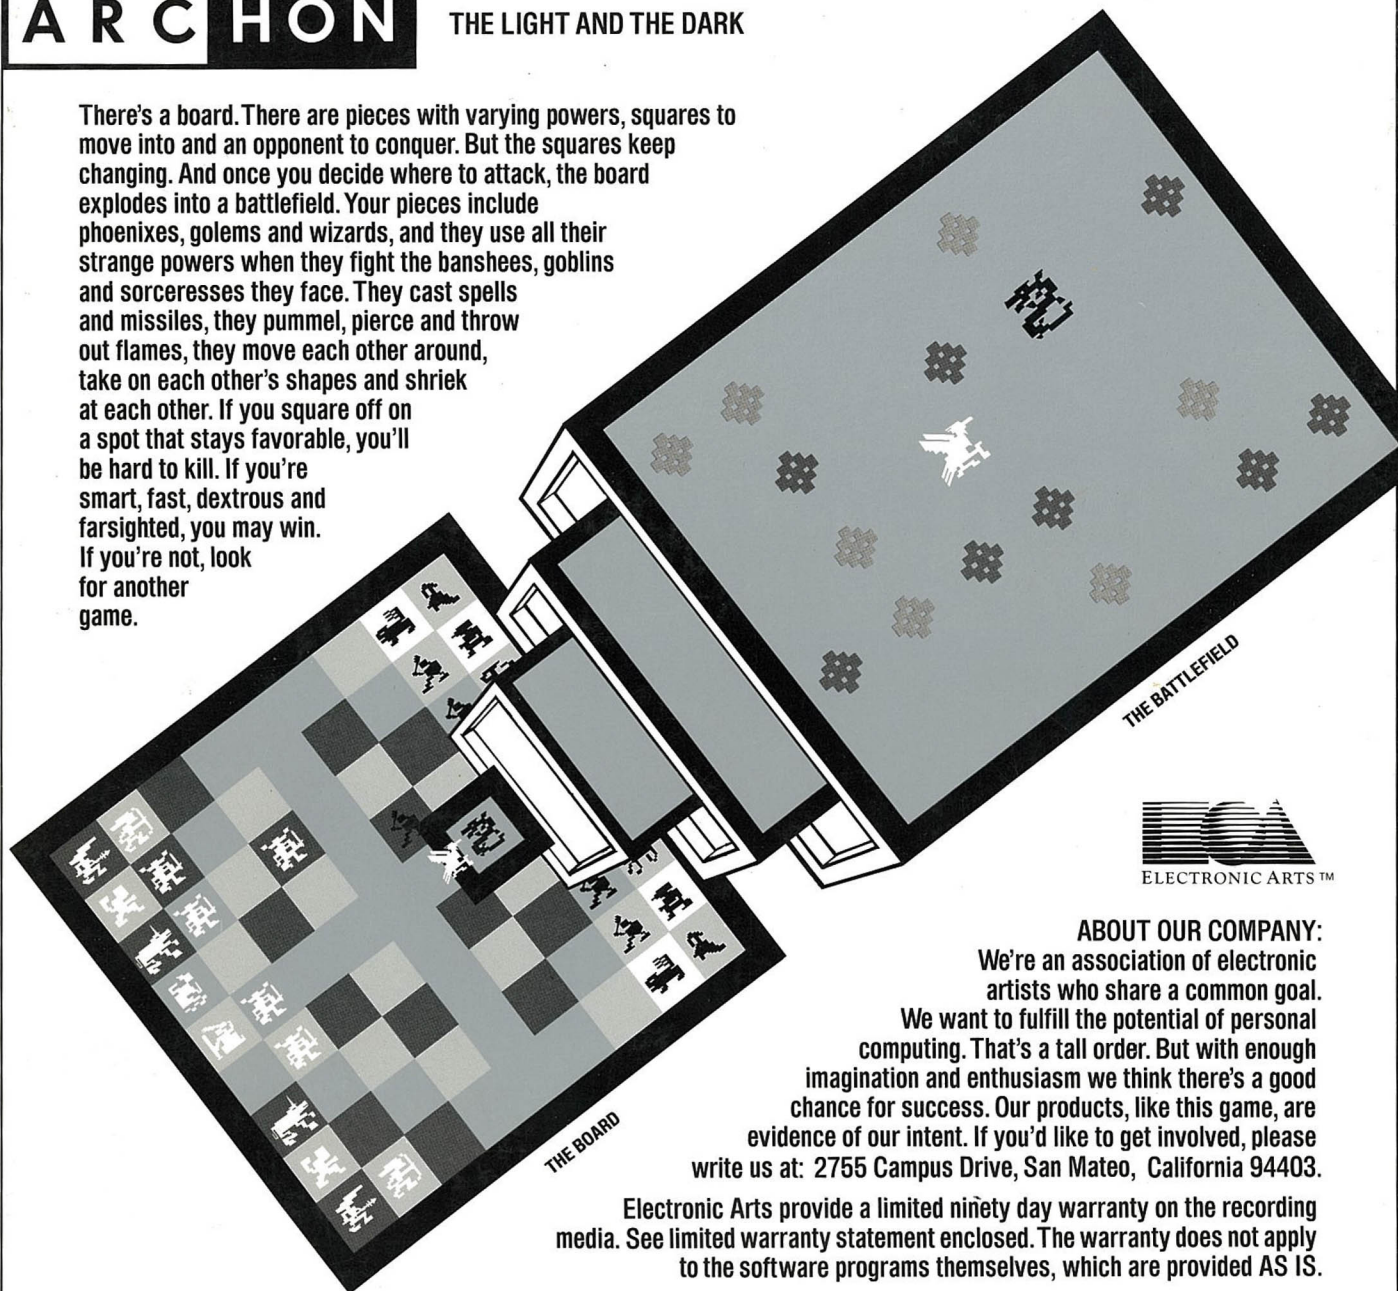 ARCHON
THE LIGHT AND THE DARK
There's a board. There are pieces with varying powers, squares to
move into and an opponent to conquer. But the squares keep
changing. And once you decide where to attack, the board
explodes into a battlefield. Your pieces include
phoenixes, golems and wizards, and they use all their
strange powers when they fight the banshees, goblins
and sorceresses they face. They cast spells
and missiles, they pummel, pierce and throw
out flames, they move each other around,
take on each other's shapes and shriek
at each other. If you square off on
a spot that stays favorable, you'll
be hard to kill. If you're
smart, fast, dextrous and
farsighted, you may win.
If you're not, look
for another
game.
THE BATTLEFIELD
THE BOARD
ELECTRONIC ARTS™
ABOUT OUR COMPANY:
We're an association of electronic
artists who share a common goal.
We want to fulfill the potential of personal
computing. That's a tall order. But with enough
imagination and enthusiasm we think there's a good
chance for success. Our products, like this game, are
evidence of our intent. If you'd like to get involved, please
write us at: 2755 Campus Drive, San Mateo, California 94403.
Electronic Arts provide a limited ninety day warranty on the recording
media. See limited warranty statement enclosed. The warranty does not apply
to the software programs themselves, which are provided AS IS.